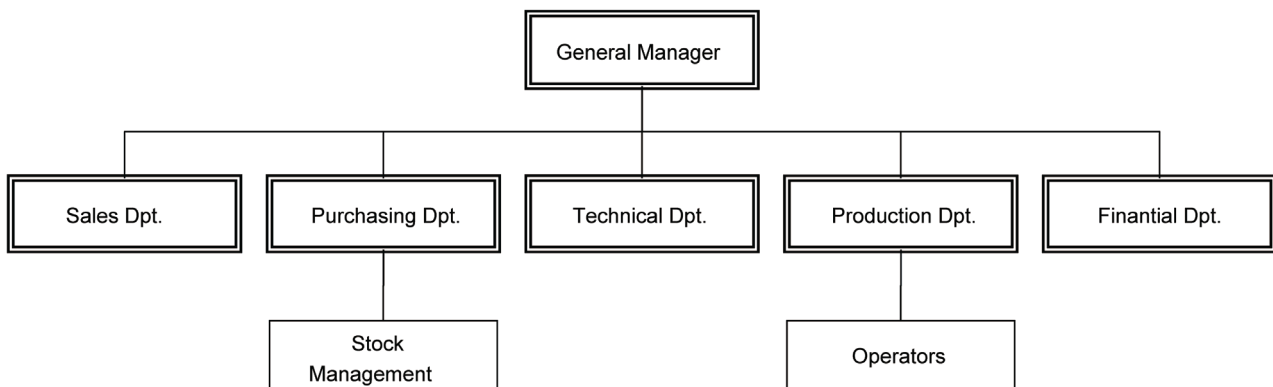 General Manager
Sales Dpt.
Purchasing Dpt.
Technical Dpt.
Production Dpt.
Finantial Dpt.
Stock
Management
Operators